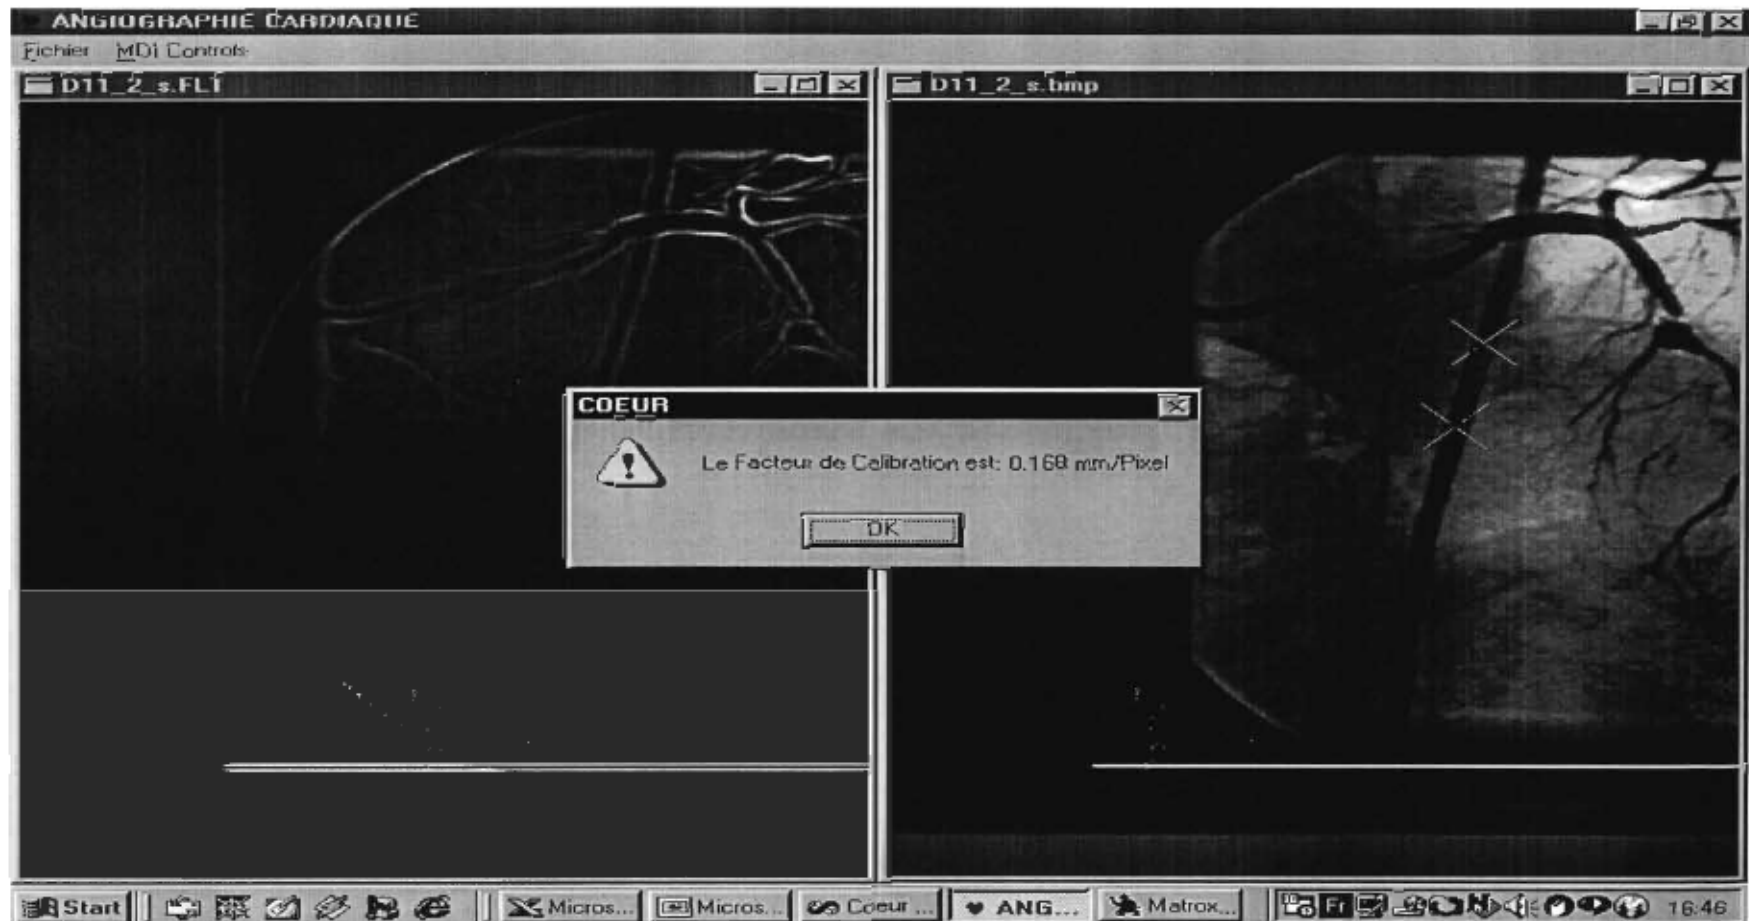 ANGIOGRAPHIE CARDIAQUE
Fichier MDI Controls
D11_2_s.FLT
D11_2_s.bmp
COEUR
Le Facteur de Calibration est: 0.168 mm/Pixel
OK
Start Micros... Micros... Coeur ... ANG... Matrox... Fr 16:46